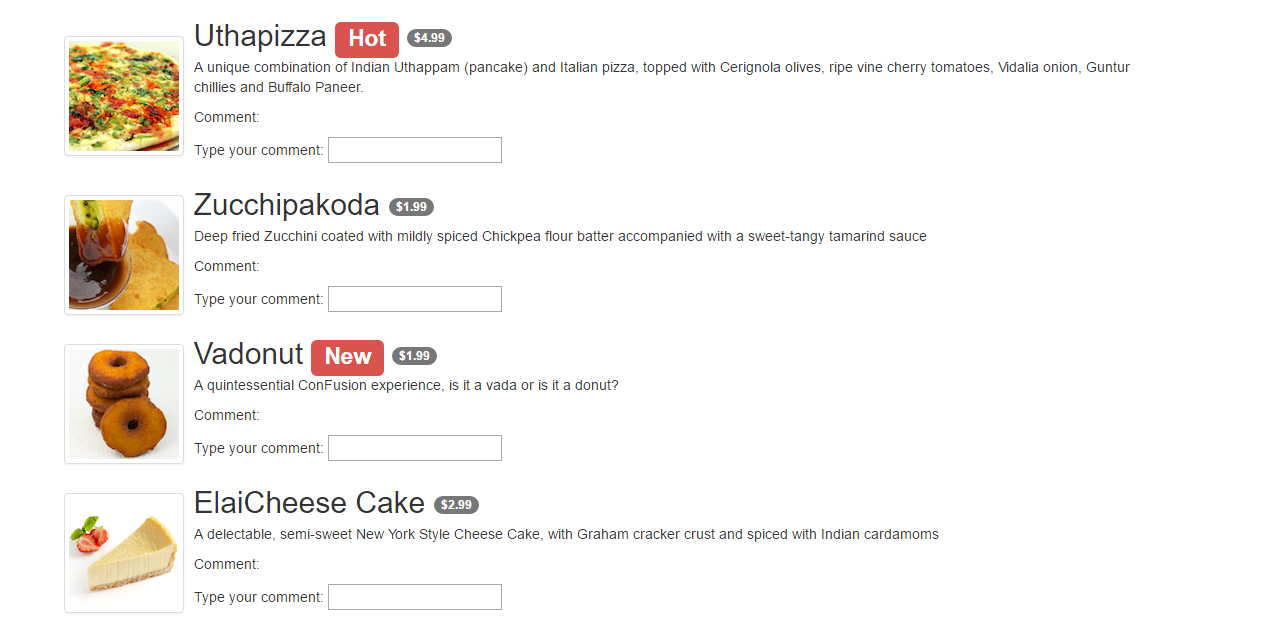 Uthapizza Hot $4.99
A unique combination of Indian Uthappam (pancake) and Italian pizza, topped with Cerignola olives, ripe vine cherry tomatoes, Vidalia onion, Guntur
chillies and Buffalo Paneer.
Comment:
Type your comment:
Zucchipakoda $1.99
Deep fried Zucchini coated with mildly spiced Chickpea flour batter accompanied with a sweet-tangy tamarind sauce
Comment:
Type your comment:
Vadonut New $1.99
A quintessential ConFusion experience, is it a vada or is it a donut?
Comment:
Type your comment:
ElaiCheese Cake $2.99
A delectable, semi-sweet New York Style Cheese Cake, with Graham cracker crust and spiced with Indian cardamoms
Comment:
Type your comment: